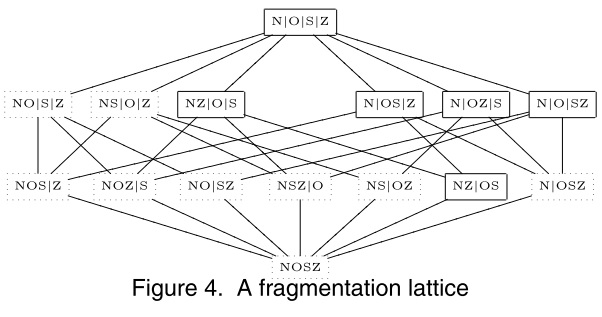 N|O|S|Z
NO|S|Z NS|O|Z NZ|O|S N|OS|Z N|OZ|S N|O|SZ
NOS|Z NOZ|S NO|SZ NSZ|O NS|OZ NZ|OS N|OSZ
NOSZ
Figure 4. A fragmentation lattice